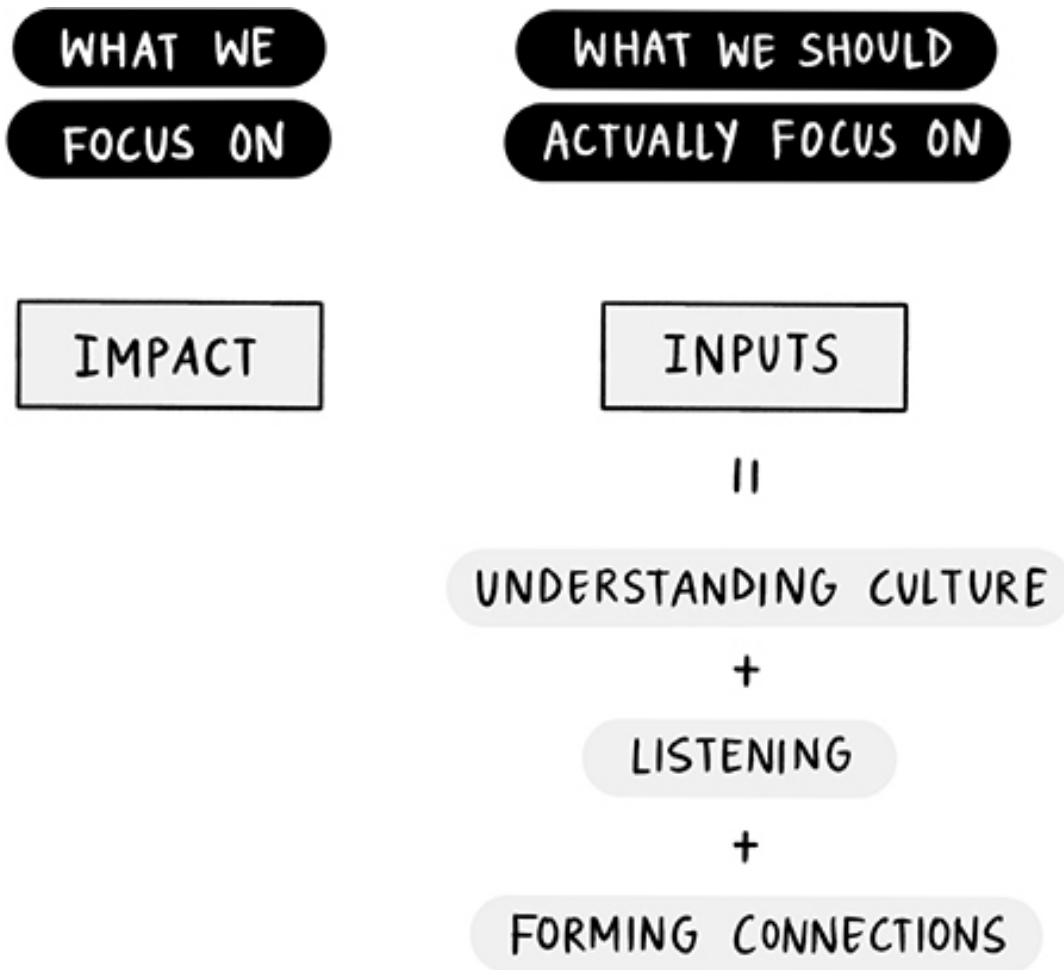 WHAT WE
FOCUS ON
WHAT WE SHOULD
ACTUALLY FOCUS ON
IMPACT
INPUTS
=
UNDERSTANDING CULTURE
+
LISTENING
+
FORMING CONNECTIONS